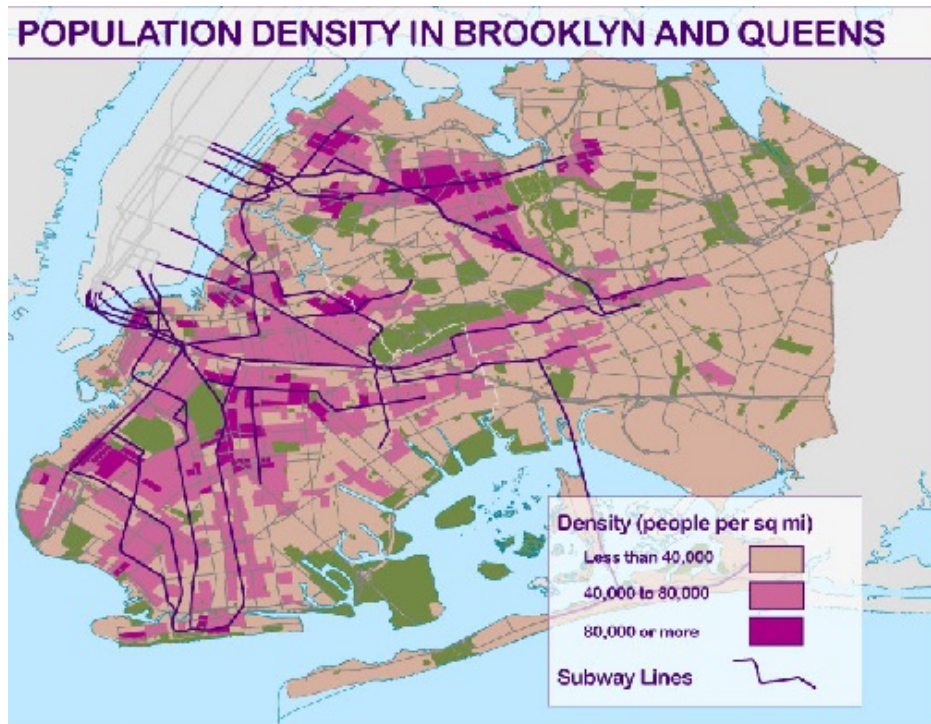 POPULATION DENSITY IN BROOKLYN AND QUEENS
Density (people per sq mi)
Less than 40,000
40,000 to 80,000
80,000 or more
Subway Lines